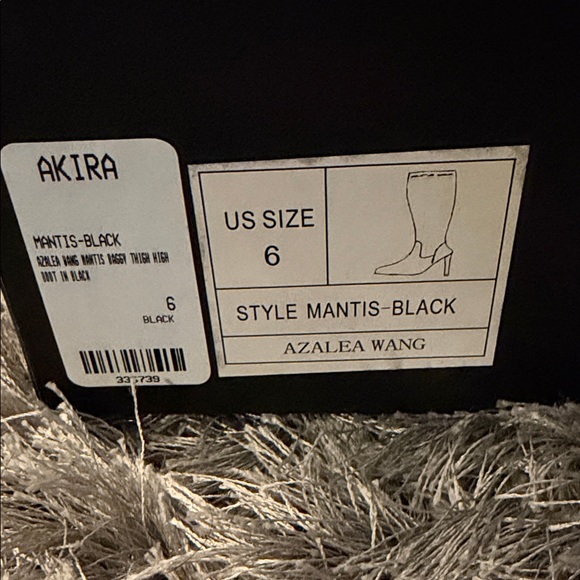 AKIRA
MANTIS-BLACK
AZALEA WANG MANTIS BAGGY THIGH HIGH
BOOT IN BLACK
6
BLACK
US SIZE
6
STYLE MANTIS-BLACK
AZALEA WANG